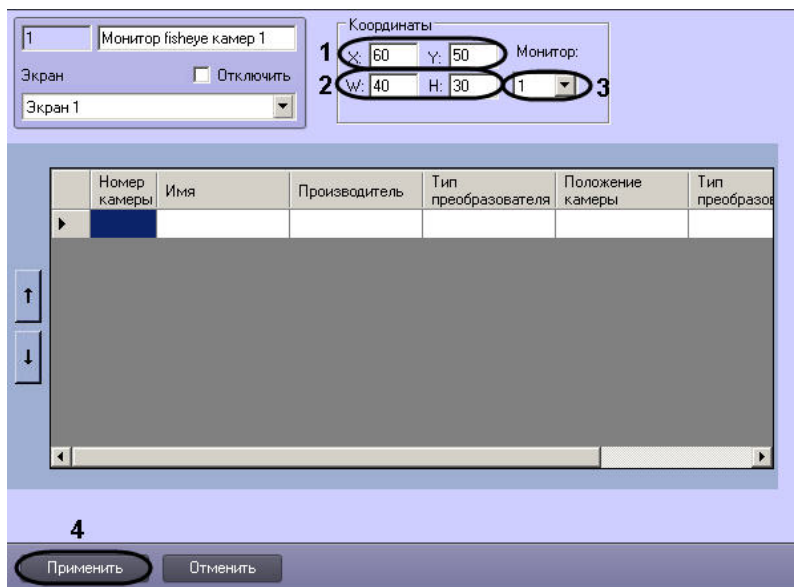 1 Монитор fisheye камер 1
Экран Отключить
Экран 1
Координаты
1 X: 60 Y: 50 Монитор:
2 W: 40 H: 30 1 3
Номер камеры Имя Производитель Тип преобразователя Положение камеры Тип преобразов
4
Применить Отменить